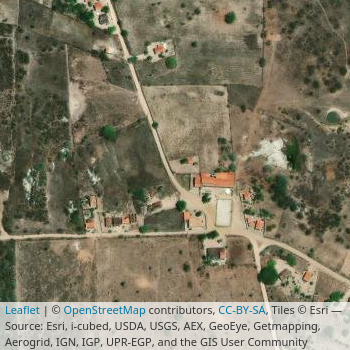 Leaflet | © OpenStreetMap contributors, CC-BY-SA, Tiles © Esri —
Source: Esri, i-cubed, USDA, USGS, AEX, GeoEye, Getmapping,
Aerogrid, IGN, IGP, UPR-EGP, and the GIS User Community